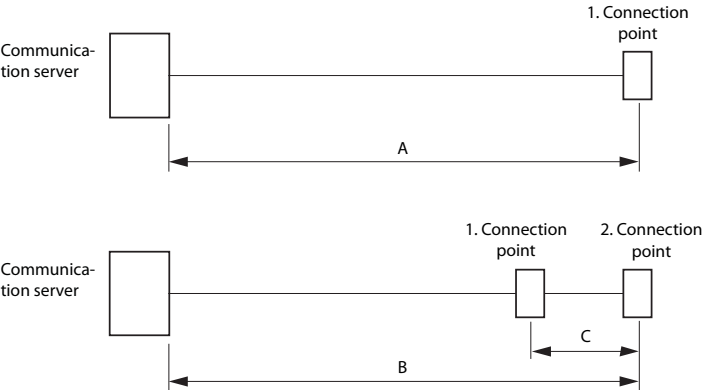 1. Connection
point
Communica-
tion server
A
1. Connection
point
2. Connection
point
Communica-
tion server
C
B